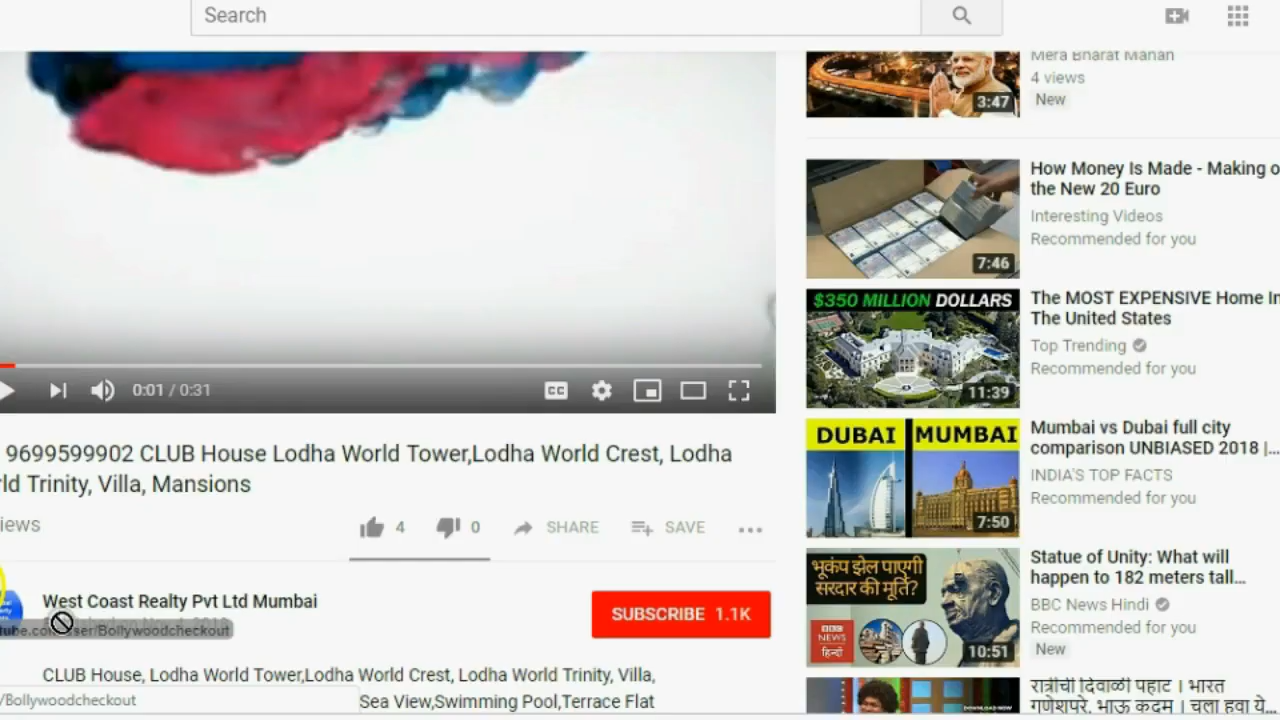 Search
0:01 / 0:31
CC
9699599902 CLUB House Lodha World Tower,Lodha World Crest, Lodha
ld Trinity, Villa, Mansions
iews
4
0
SHARE
SAVE
West Coast Realty Pvt Ltd Mumbai
SUBSCRIBE 1.1K
CLUB House, Lodha World Tower,Lodha World Crest, Lodha World Trinity, Villa,
/Bollywoodcheckout
Sea View,Swimming Pool,Terrace Flat
3:47
Mera Bharat Mahan
4 views
New
7:46
How Money Is Made - Making o
the New 20 Euro
Interesting Videos
Recommended for you
$350 MILLION DOLLARS
11:39
The MOST EXPENSIVE Home In
The United States
Top Trending
Recommended for you
DUBAI MUMBAI
7:50
Mumbai vs Dubai full city
comparison UNBIASED 2018 |...
INDIA'S TOP FACTS
Recommended for you
भूकंप झेल पाएगी
सरदार की मूर्ति?
BBC
NEWS
हिन्दी
10:51
Statue of Unity: What will
happen to 182 meters tall...
BBC News Hindi
Recommended for you
New
DOWNLOAD NOW
रात्रीची दिवाळी पहाट । भारत
गणेशपुरे, भाऊ कदम । चला हवा ये...